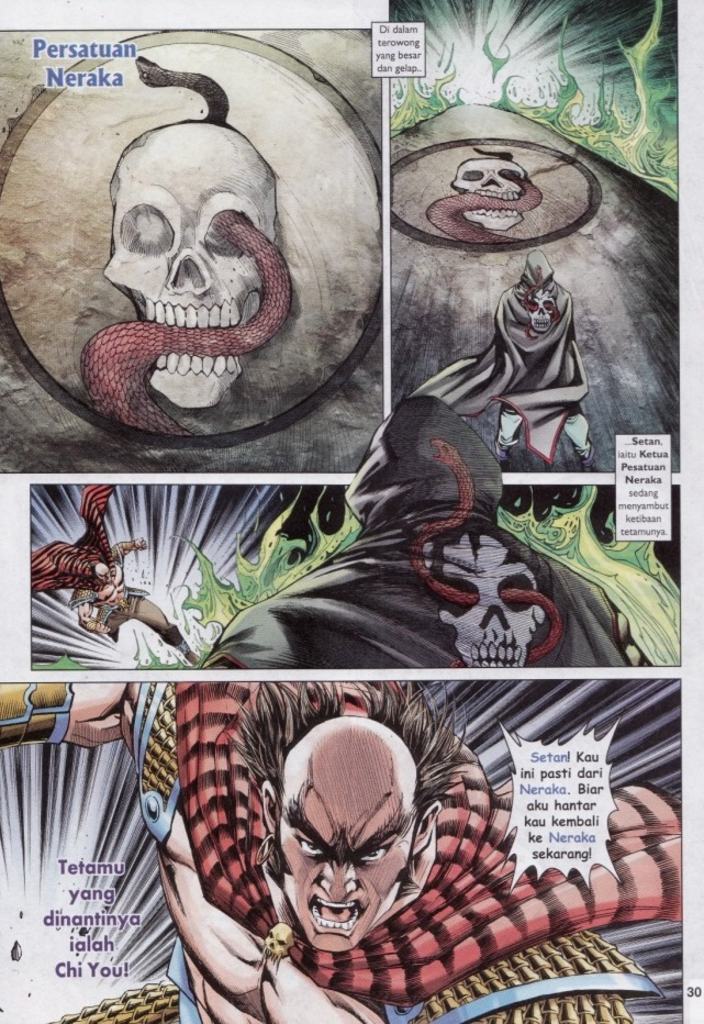 Persatuan
Neraka
Di dalam
terowong
yang besar
dan gelap..
...Setan,
iaitu Ketua
Pesatuan
Neraka
sedang
menyambut
ketibaan
tetamunya.
Setan! Kau
ini pasti dari
Neraka. Biar
aku hantar
kau kembali
ke Neraka
sekarang!
Tetamu
yang
dinantinya
ialah
Chi You!
30